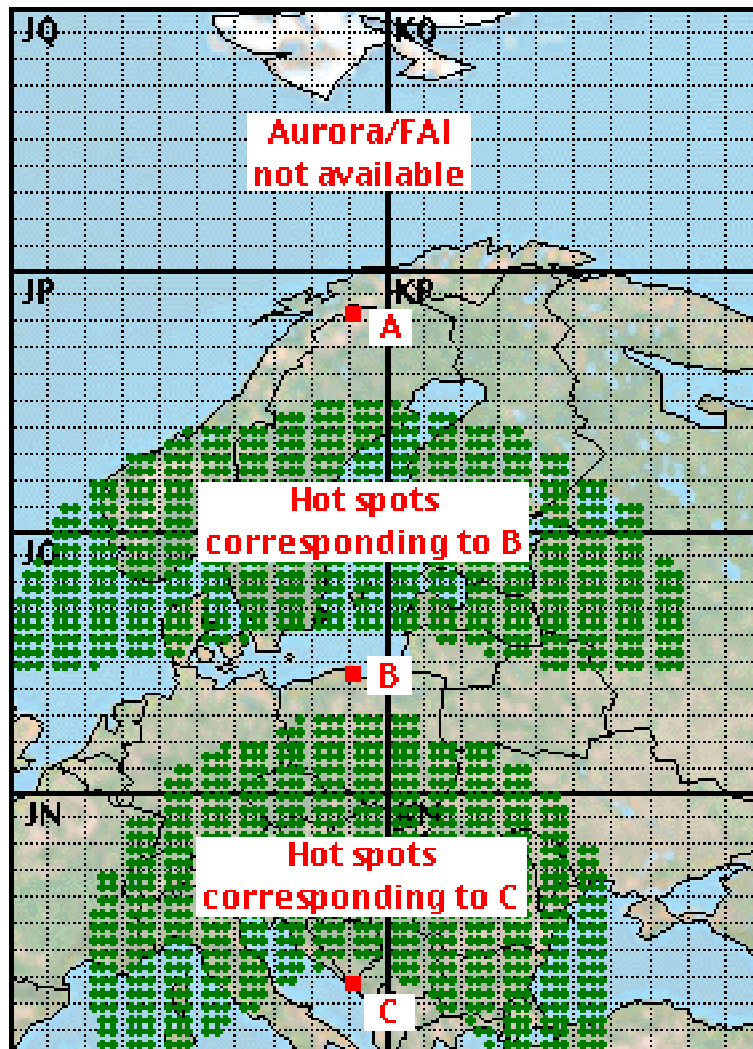 JQ
KQ
Aurora/FAI
not available
JP
KP
A
Hot spots
corresponding to B
JO
B
JN
Hot spots
corresponding to C
C